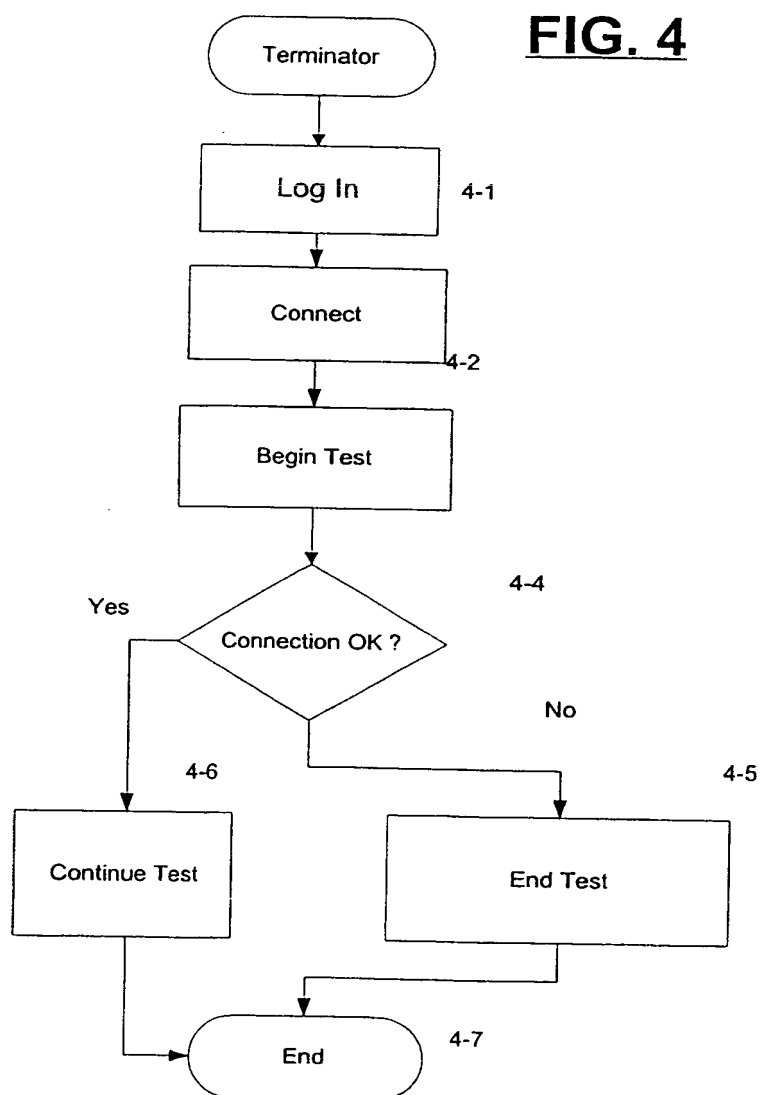 FIG. 4
Terminator
Log In
4-1
Connect
4-2
Begin Test
4-4
Yes
Connection OK ?
No
4-6
4-5
Continue Test
End Test
End
4-7